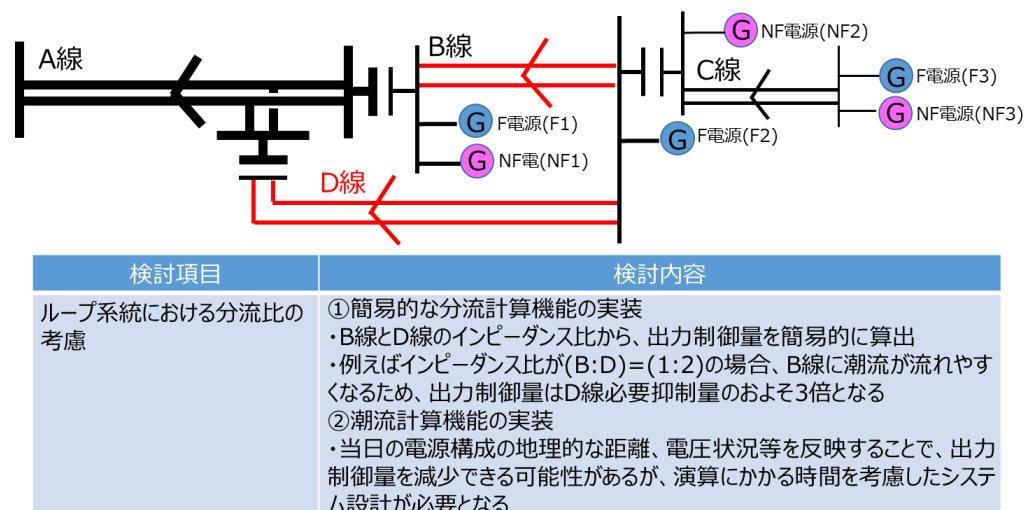 A線
B線
G NF電源(NF2)
C線
G F電源(F3)
G NF電源(NF3)
G F電源(F1)
G F電源(F2)
G NF電(NF1)
D線
検討項目
検討内容
ループ系統における分流比の
考慮
①簡易的な分流計算機能の実装
・B線とD線のインピーダンス比から、出力制御量を簡易的に算出
・例えばインピーダンス比が(B:D)=(1:2)の場合、B線に潮流が流れやす
くなるため、出力制御量はD線必要抑制量のおよそ3倍となる
②潮流計算機能の実装
・当日の電源構成の地理的な距離、電圧状況等を反映することで、出力
制御量を減少できる可能性があるが、演算にかかる時間を考慮したシステ
ム設計が必要となる